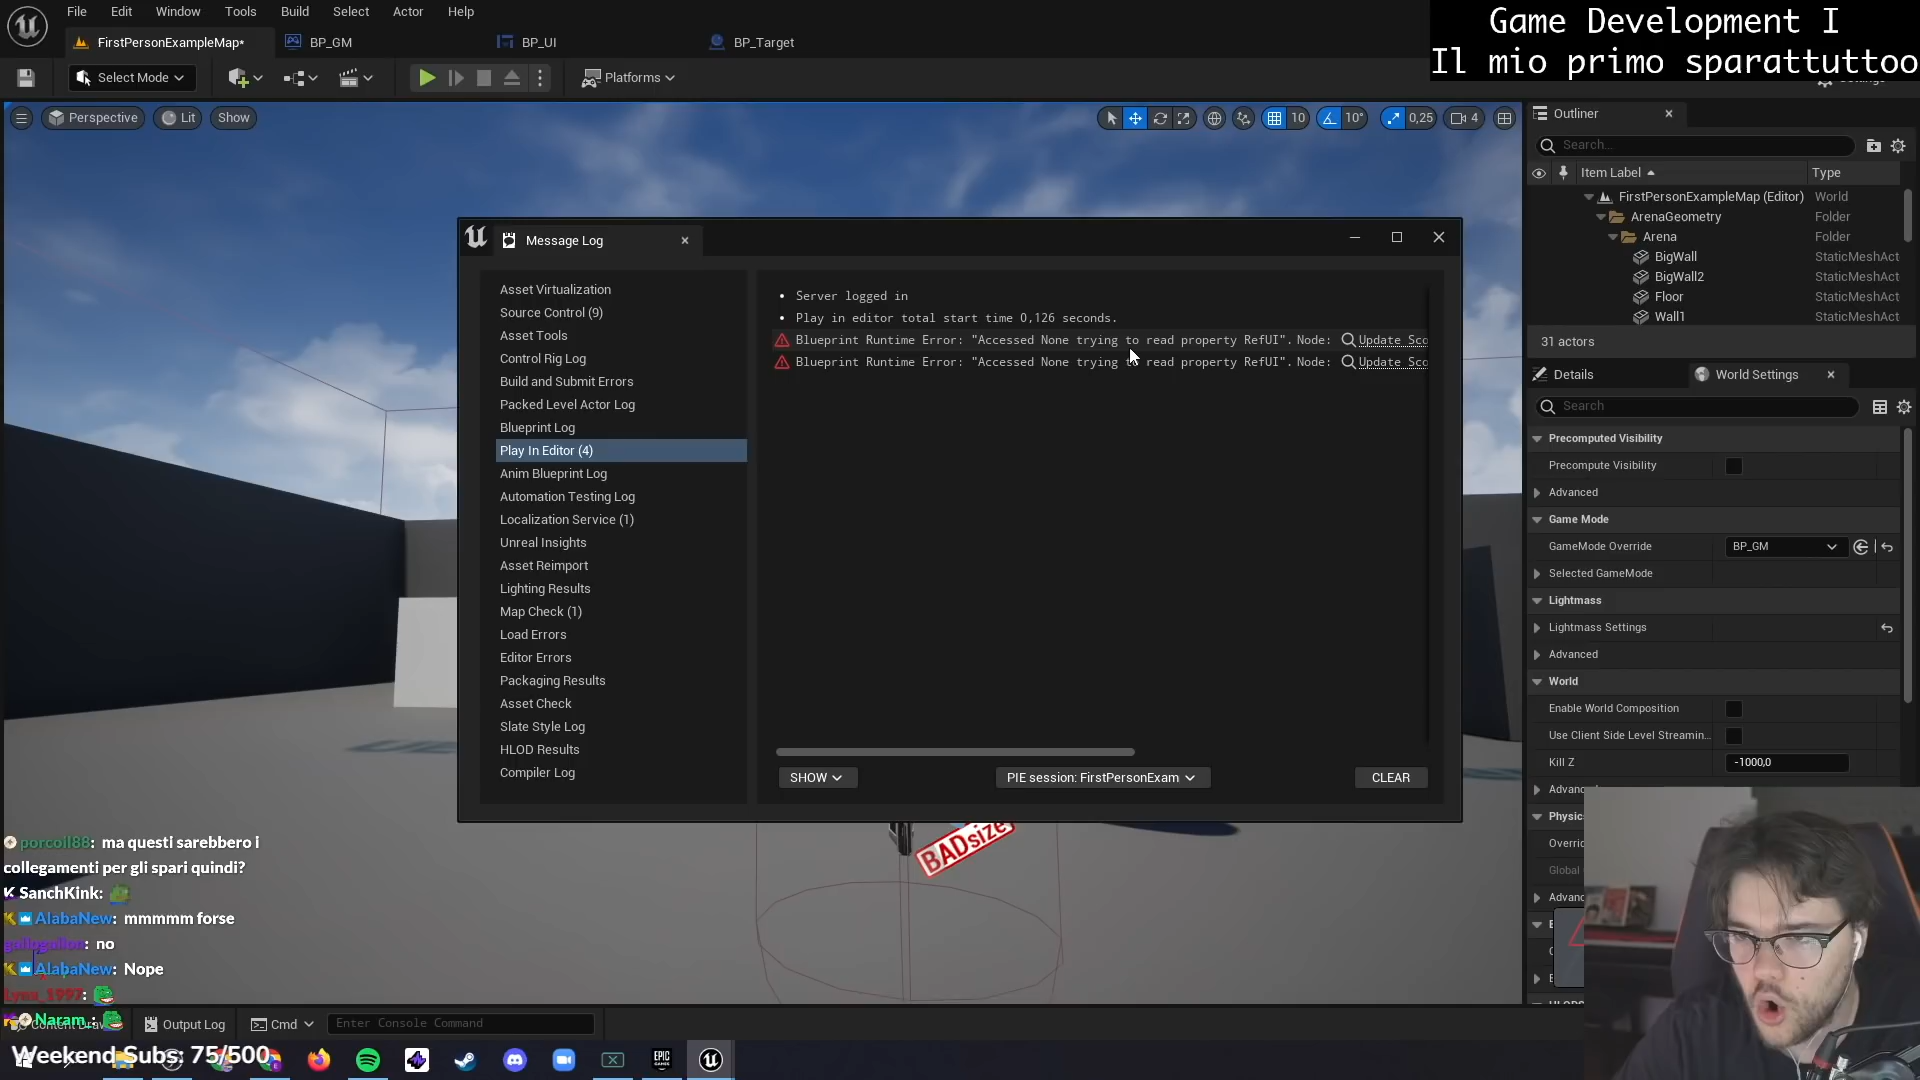 File Edit Window Tools Build Select Actor Help
Game Development I
Il mio primo sparattuttoo
FirstPersonExampleMap* BP_GM BP_UI BP_Target
Select Mode Platforms
Perspective Lit Show 10 10° 0,25 4
Outliner
Search...
Item Label Type
FirstPersonExampleMap (Editor) World
ArenaGeometry Folder
Arena Folder
BigWall StaticMeshAct
BigWall2 StaticMeshAct
Floor StaticMeshAct
Wall1 StaticMeshAct
31 actors
Details World Settings
Search
Precomputed Visibility
Precompute Visibility
Advanced
Game Mode
GameMode Override BP_GM
Selected GameMode
Lightmass
Lightmass Settings
Advanced
World
Enable World Composition
Use Client Side Level Streamin...
Kill Z -1000,0
Message Log
Asset Virtualization
Source Control (9)
Asset Tools
Control Rig Log
Build and Submit Errors
Packed Level Actor Log
Blueprint Log
Play In Editor (4)
Anim Blueprint Log
Automation Testing Log
Localization Service (1)
Unreal Insights
Asset Reimport
Lighting Results
Map Check (1)
Load Errors
Editor Errors
Packaging Results
Asset Check
Slate Style Log
HLOD Results
Compiler Log
Server logged in
Play in editor total start time 0,126 seconds.
Blueprint Runtime Error: "Accessed None trying to read property RefUI". Node: Update Sco
Blueprint Runtime Error: "Accessed None trying to read property RefUI". Node: Update Sco
SHOW PIE session: FirstPersonExam CLEAR
BADsize
porcoil88: ma questi sarebbero i
collegamenti per gli spari quindi?
SanchKink:
AlabaNew: mmmmm forse
: no
AlabaNew: Nope
Lynx_1997:
Naram_:
Output Log Cmd Enter Console Command
Weekend Subs: 75/500
EPIC GAMES